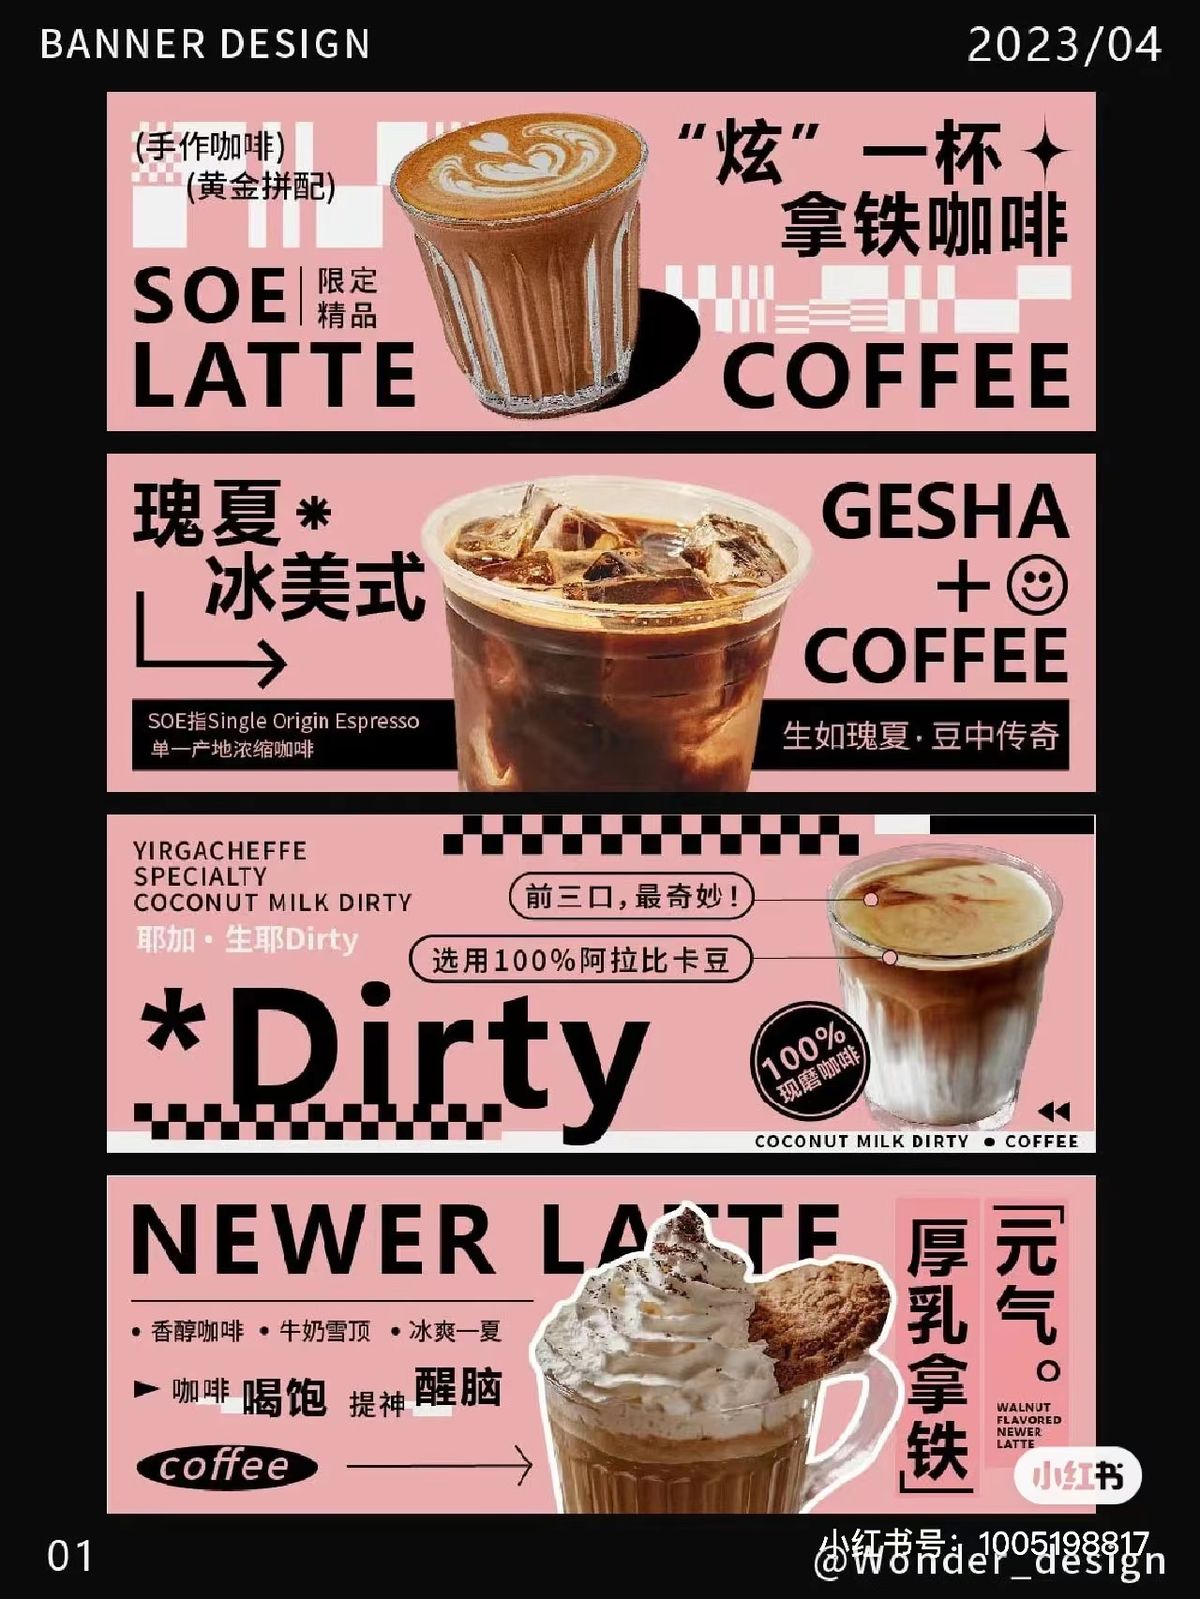 BANNER DESIGN
2023/04
(手作咖啡)
(黄金拼配)
SOE
限定
精品
LATTE
“炫” 一杯
拿铁咖啡
COFFEE
瑰夏*
冰美式
SOE指Single Origin Espresso
单一产地浓缩咖啡
GESHA
+
COFFEE
生如瑰夏·豆中传奇
YIRGACHEFFE
SPECIALTY
COCONUT MILK DIRTY
耶加·生耶Dirty
前三口,最奇妙!
选用100%阿拉比卡豆
*Dirty
100%
现磨咖啡
COCONUT MILK DIRTY ● COFFEE
NEWER LATTE
• 香醇咖啡 • 牛奶雪顶 • 冰爽一夏
咖啡 喝饱 提神 醒脑
coffee
「元气。
厚乳拿铁」
WALNUT
FLAVORED
NEWER
LATTE
小红书
小红书号: 1005198817
01
@Wonder_design